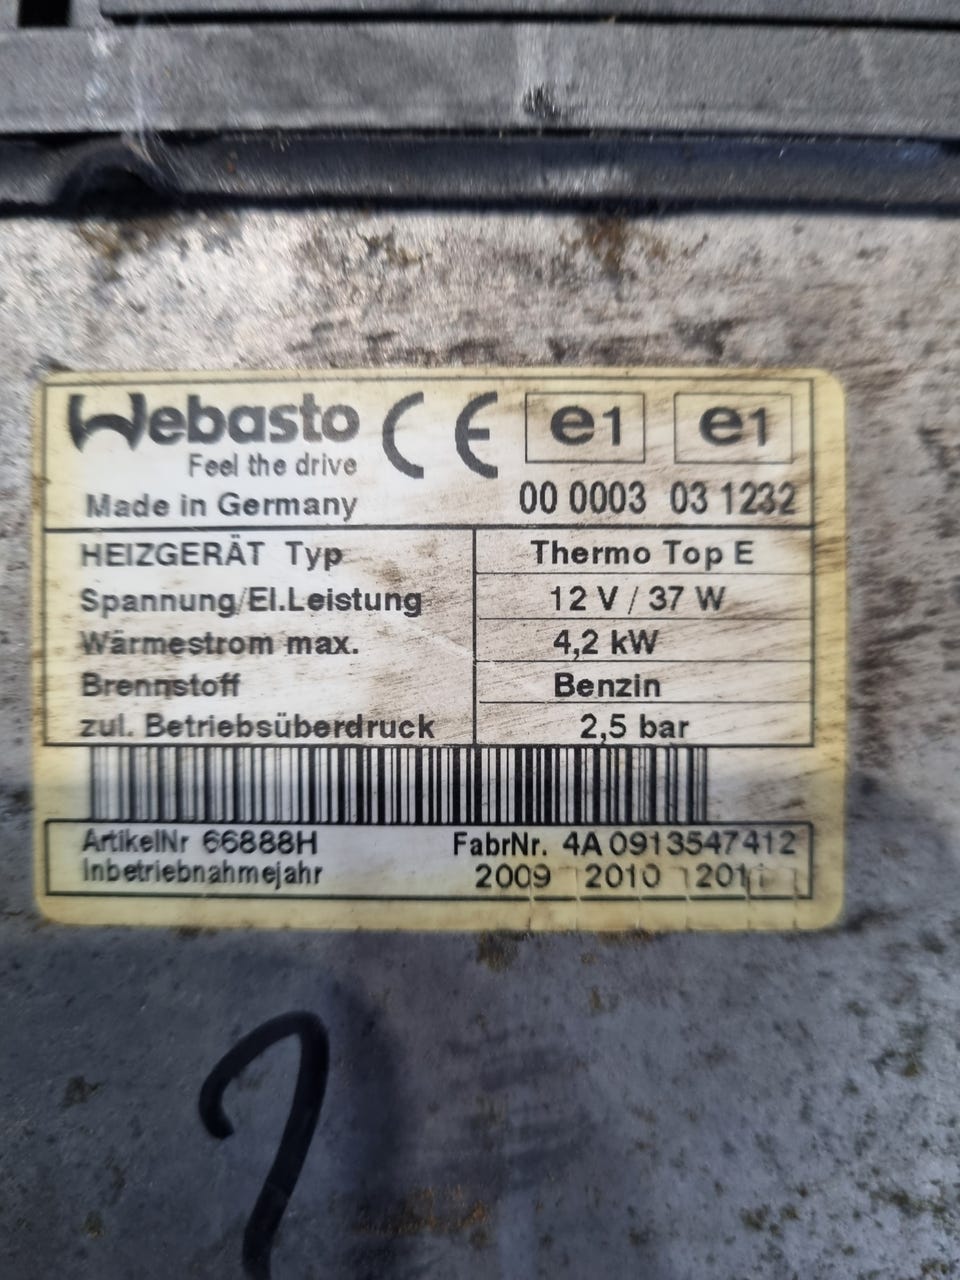 Webasto CE e1 e1
Feel the drive
Made in Germany 00 0003 03 1232
HEIZGERÄT Typ Thermo Top E
Spannung/El.Leistung 12 V / 37 W
Wärmestrom max. 4,2 kW
Brennstoff Benzin
zul. Betriebsüberdruck 2,5 bar
ArtikelNr 66888H FabrNr. 4A 0913547412
Inbetriebnahmejahr 2009 2010 2011